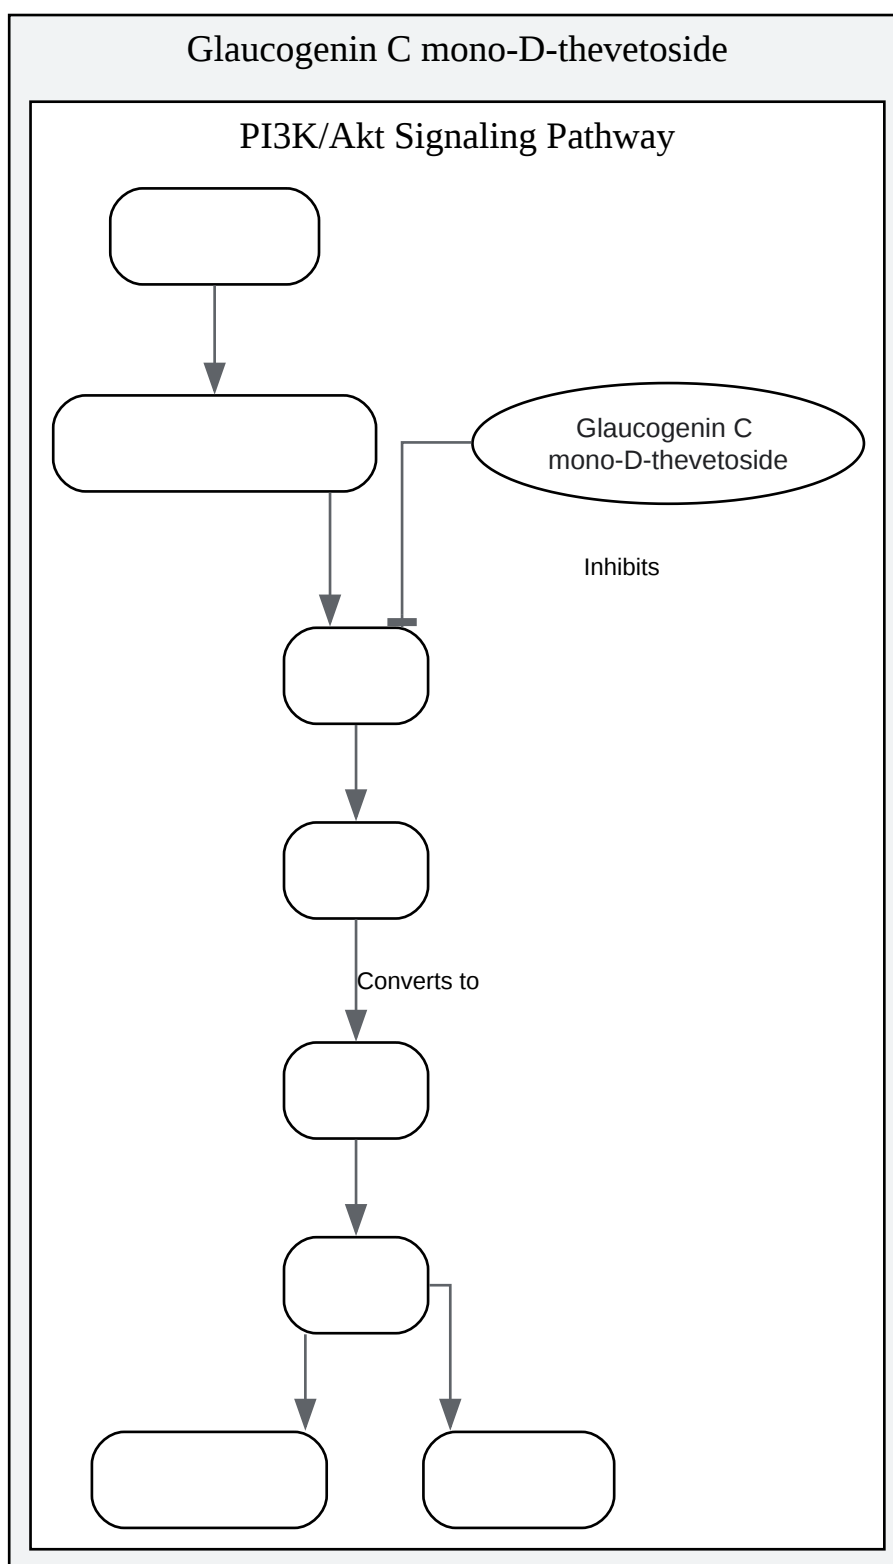 Glaucogenin C mono-D-thevetoside
PI3K/Akt Signaling Pathway
Glaucogenin C
mono-D-thevetoside
Inhibits
Converts to